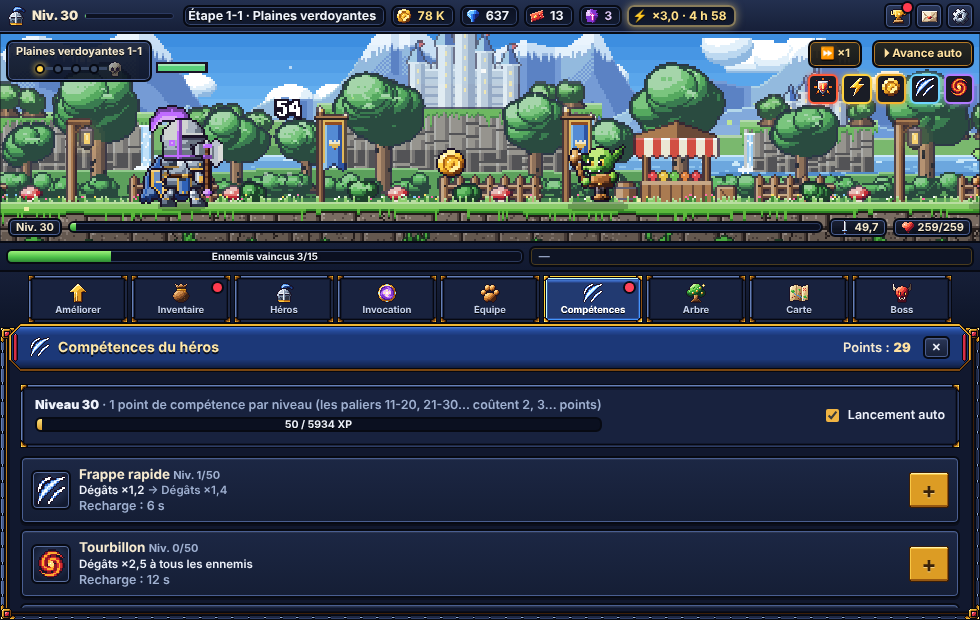 Niv. 30
Étape 1-1 · Plaines verdoyantes
78 K
637
13
3
×3,0 · 4 h 58
Plaines verdoyantes 1-1
×1
Avance auto
54
Niv. 30
49,7
259/259
Ennemis vaincus 3/15
—
Améliorer
Inventaire
Héros
Invocation
Equipe
Compétences
Arbre
Carte
Boss
Compétences du héros
Points : 29
×
Niveau 30 · 1 point de compétence par niveau (les paliers 11-20, 21-30... coûtent 2, 3... points)
50 / 5934 XP
Lancement auto
Frappe rapide Niv. 1/50
Dégâts ×1,2 → Dégâts ×1,4
Recharge : 6 s
+
Tourbillon Niv. 0/50
Dégâts ×2,5 à tous les ennemis
Recharge : 12 s
+